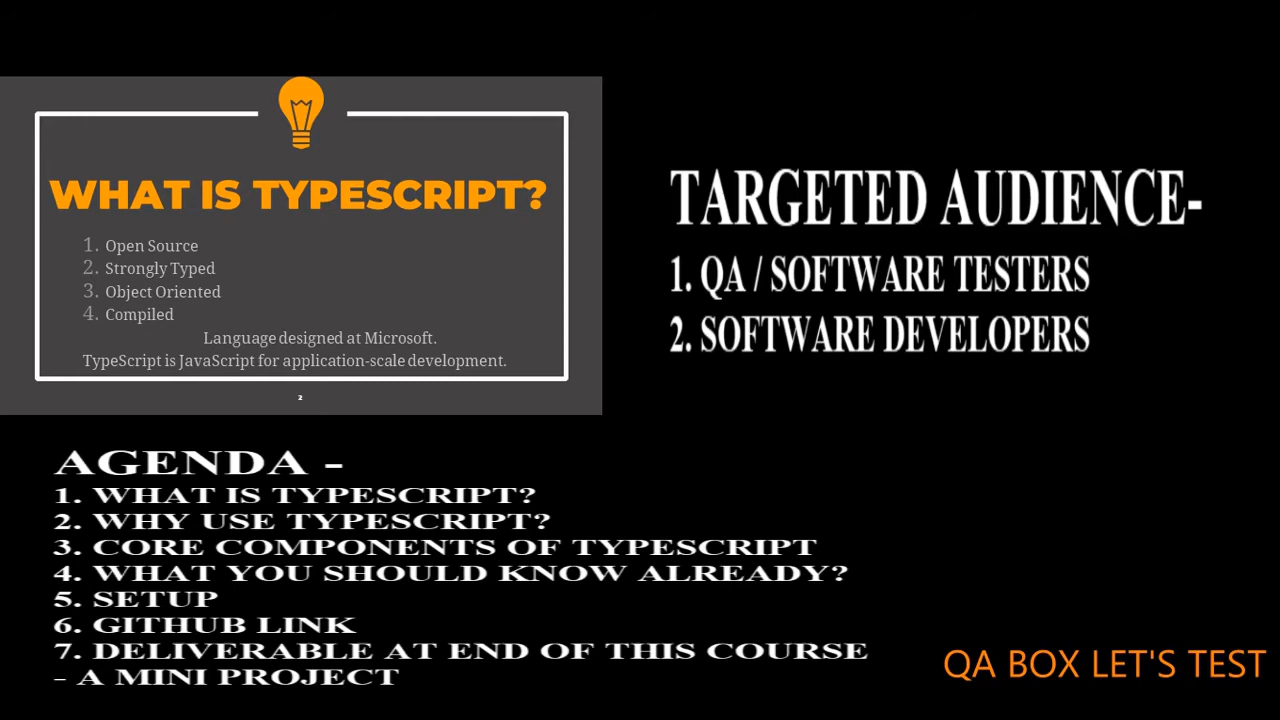 WHAT IS TYPESCRIPT?
1. Open Source
2. Strongly Typed
3. Object Oriented
4. Compiled
Language designed at Microsoft.
TypeScript is JavaScript for application-scale development.
2
TARGETED AUDIENCE-
1. QA / SOFTWARE TESTERS
2. SOFTWARE DEVELOPERS
AGENDA -
1. WHAT IS TYPESCRIPT?
2. WHY USE TYPESCRIPT?
3. CORE COMPONENTS OF TYPESCRIPT
4. WHAT YOU SHOULD KNOW ALREADY?
5. SETUP
6. GITHUB LINK
7. DELIVERABLE AT END OF THIS COURSE
- A MINI PROJECT
QA BOX LET'S TEST